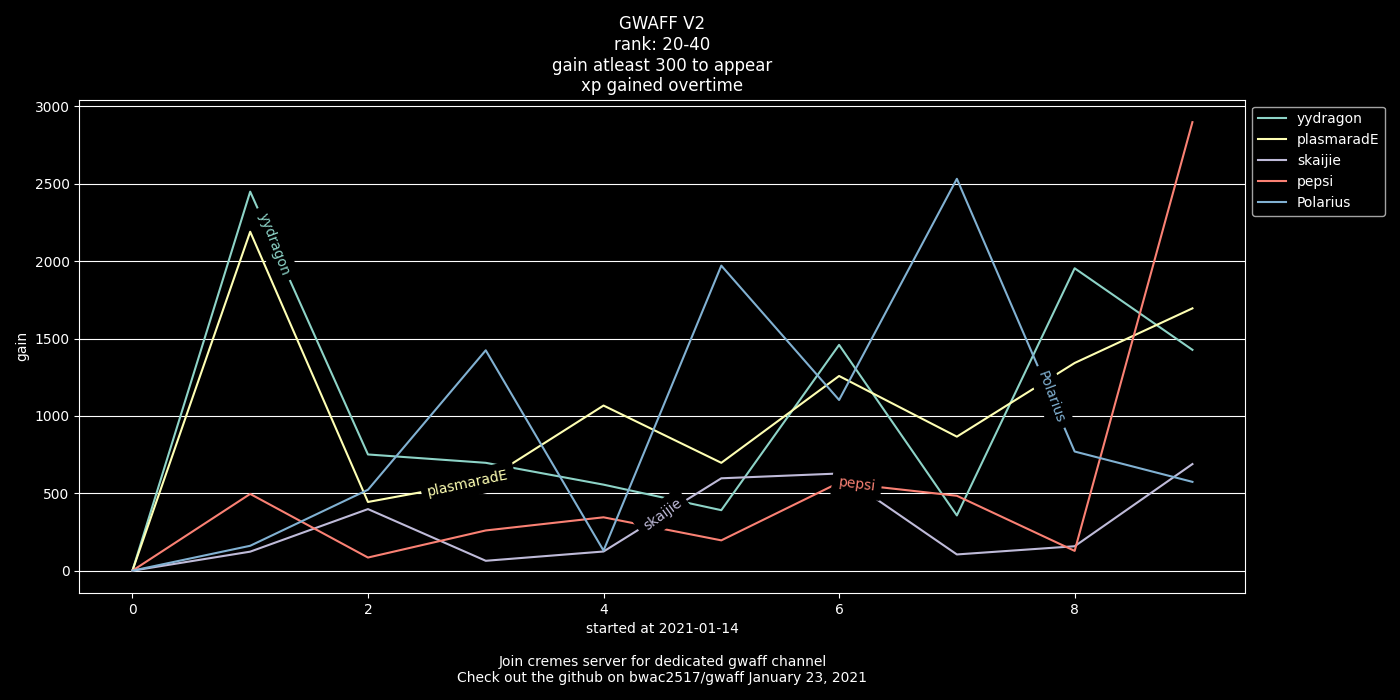 GWAFF V2
rank: 20-40
gain atleast 300 to appear
xp gained overtime
3000
2500
2000
1500
1000
500
0
gain
yydragon
plasmaradE
skaijie
pepsi
Polarius
yydragon
plasmaradE
skaijie
pepsi
Polarius
0 2 4 6 8
started at 2021-01-14
Join cremes server for dedicated gwaff channel
Check out the github on bwac2517/gwaff January 23, 2021